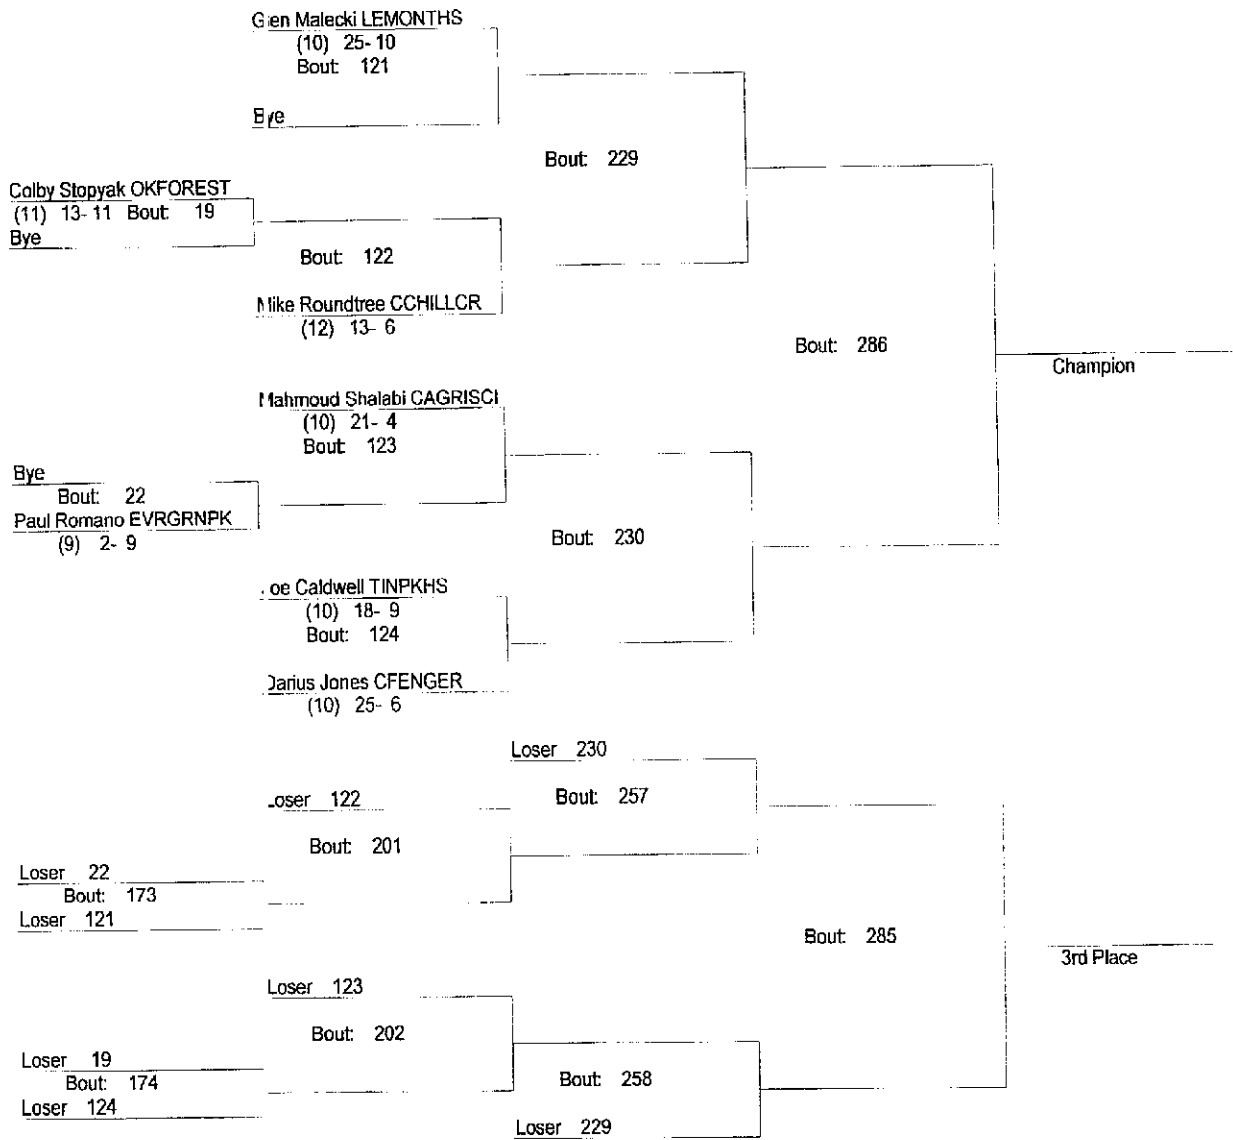 Glen Malecki LEMONTHS
(10) 25- 10
Bout: 121
Bye
Bout: 229
Colby Stopyak OKFOREST
(11) 13- 11 Bout: 19
Bye
Bout: 122
Mike Roundtree CCHILLCR
(12) 13- 6
Bout: 286
Champion
Mahmoud Shalabi CAGRISCI
(10) 21- 4
Bout: 123
Bye
Bout: 22
Paul Romano EVRGRNPK
(9) 2- 9
Bout: 230
Joe Caldwell TINPKHS
(10) 18- 9
Bout: 124
Darius Jones CFENGER
(10) 25- 6
Loser 230
Bout: 257
Loser 122
Bout: 201
Loser 22
Bout: 173
Loser 121
Bout: 285
3rd Place
Loser 123
Bout: 202
Loser 19
Bout: 174
Loser 124
Bout: 258
Loser 229